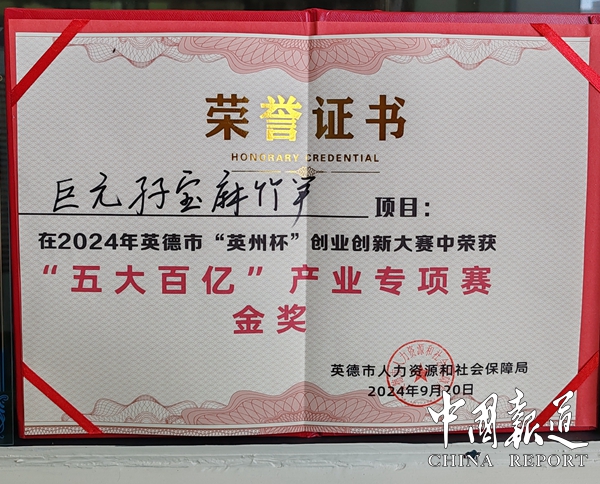 荣誉证书
HONORARY CREDENTIAL
巨元孖宝麻竹笋 项目：
在2024年英德市“英州杯”创业创新大赛中荣获
“五大百亿”产业专项赛
金奖
英德市人力资源和社会保障局
2024年9月20日
中國報道
CHINA REPORT